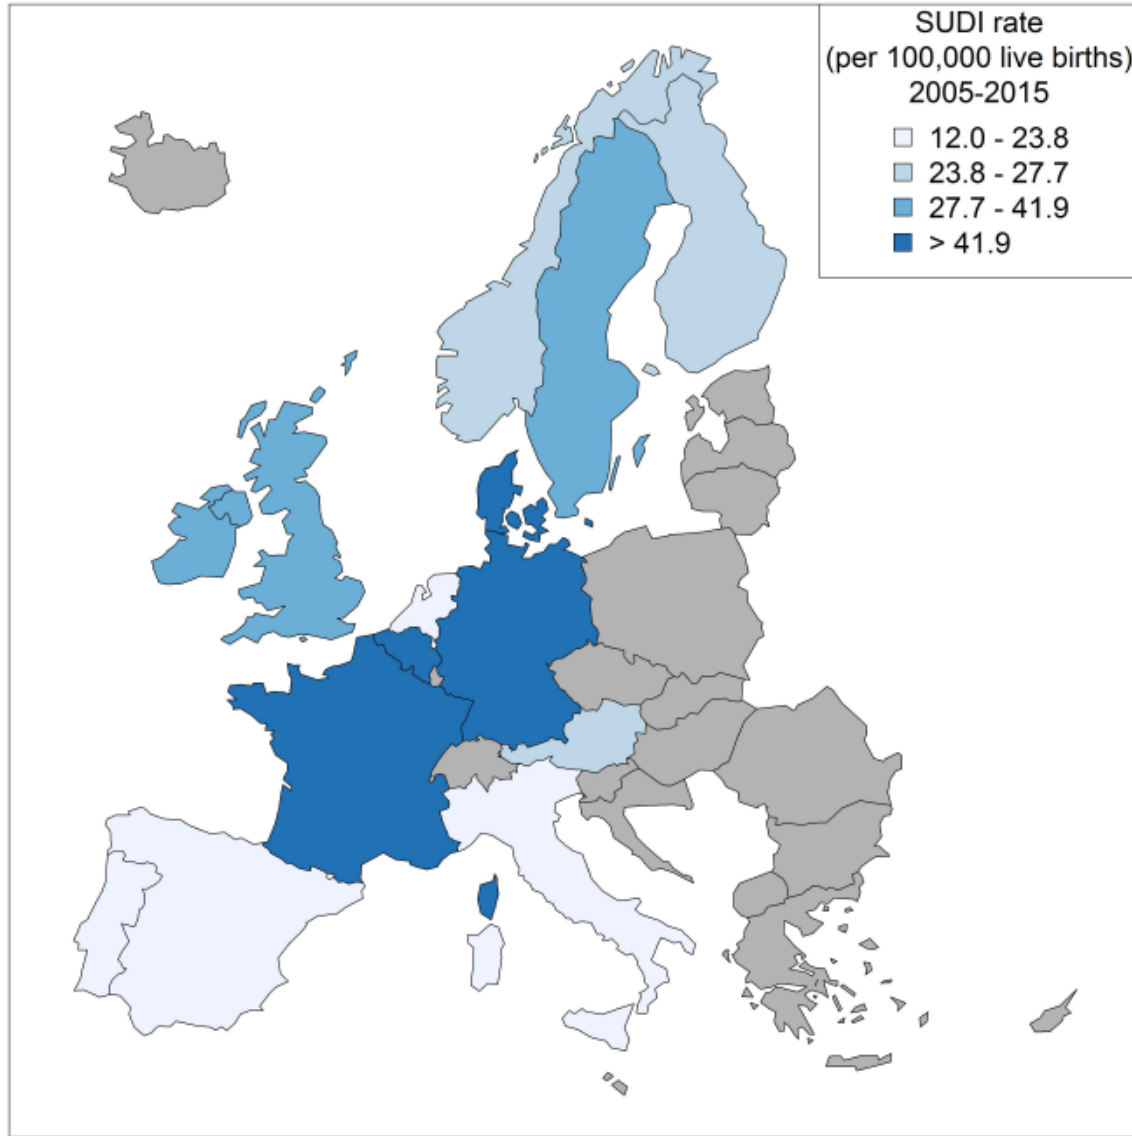 SUDI rate
(per 100,000 live births)
2005-2015
12.0 - 23.8
23.8 - 27.7
27.7 - 41.9
> 41.9